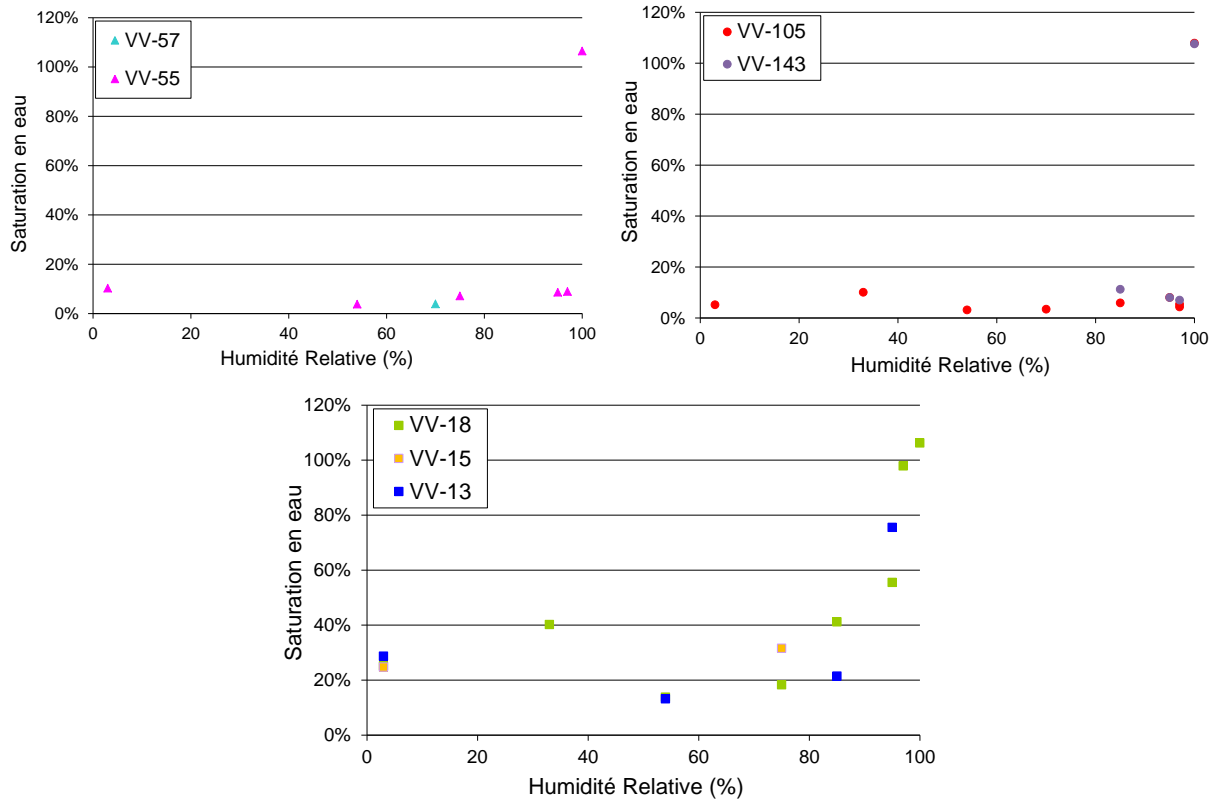 120%
100%
80%
60%
40%
20%
0%
Saturation en eau
VV-57
VV-55
0 20 40 60 80 100
Humidité Relative (%)
120%
100%
80%
60%
40%
20%
0%
Saturation en eau
VV-105
VV-143
0 20 40 60 80 100
Humidité Relative (%)
120%
100%
80%
60%
40%
20%
0%
Saturation en eau
VV-18
VV-15
VV-13
0 20 40 60 80 100
Humidité Relative (%)